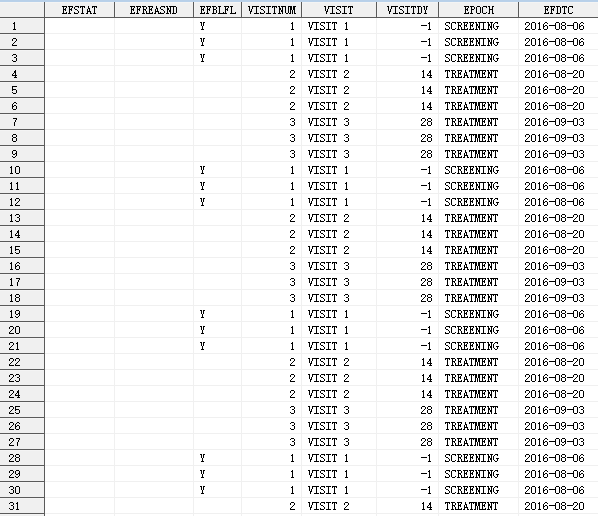 EFSTAT EFREASND EFBLFL VISITNUM VISIT VISITDY EPOCH EFDTC
1 Y 1 VISIT 1 -1 SCREENING 2016-08-06
2 Y 1 VISIT 1 -1 SCREENING 2016-08-06
3 Y 1 VISIT 1 -1 SCREENING 2016-08-06
4 2 VISIT 2 14 TREATMENT 2016-08-20
5 2 VISIT 2 14 TREATMENT 2016-08-20
6 2 VISIT 2 14 TREATMENT 2016-08-20
7 3 VISIT 3 28 TREATMENT 2016-09-03
8 3 VISIT 3 28 TREATMENT 2016-09-03
9 3 VISIT 3 28 TREATMENT 2016-09-03
10 Y 1 VISIT 1 -1 SCREENING 2016-08-06
11 Y 1 VISIT 1 -1 SCREENING 2016-08-06
12 Y 1 VISIT 1 -1 SCREENING 2016-08-06
13 2 VISIT 2 14 TREATMENT 2016-08-20
14 2 VISIT 2 14 TREATMENT 2016-08-20
15 2 VISIT 2 14 TREATMENT 2016-08-20
16 3 VISIT 3 28 TREATMENT 2016-09-03
17 3 VISIT 3 28 TREATMENT 2016-09-03
18 3 VISIT 3 28 TREATMENT 2016-09-03
19 Y 1 VISIT 1 -1 SCREENING 2016-08-06
20 Y 1 VISIT 1 -1 SCREENING 2016-08-06
21 Y 1 VISIT 1 -1 SCREENING 2016-08-06
22 2 VISIT 2 14 TREATMENT 2016-08-20
23 2 VISIT 2 14 TREATMENT 2016-08-20
24 2 VISIT 2 14 TREATMENT 2016-08-20
25 3 VISIT 3 28 TREATMENT 2016-09-03
26 3 VISIT 3 28 TREATMENT 2016-09-03
27 3 VISIT 3 28 TREATMENT 2016-09-03
28 Y 1 VISIT 1 -1 SCREENING 2016-08-06
29 Y 1 VISIT 1 -1 SCREENING 2016-08-06
30 Y 1 VISIT 1 -1 SCREENING 2016-08-06
31 2 VISIT 2 14 TREATMENT 2016-08-20